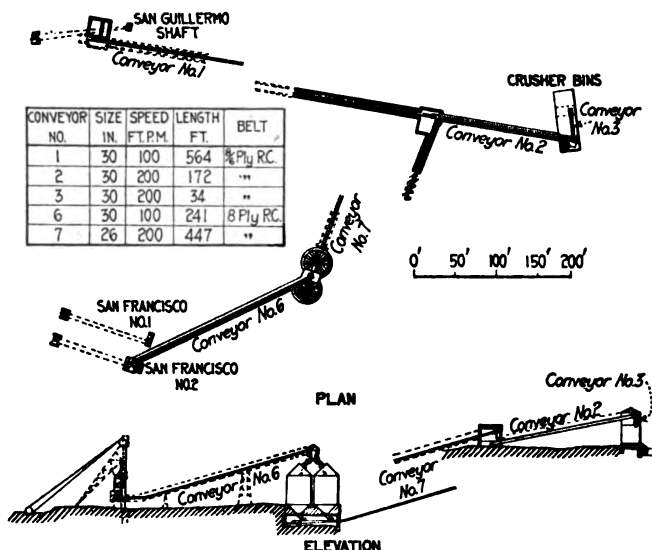 SAN GUILLERMO
SHAFT
Conveyor No.1
CRUSHER BINS
Conveyor
No.3
Conveyor No.2
CONVEYOR NO. SIZE IN. SPEED FT.P.M. LENGTH FT. BELT
1 30 100 564 Ply R.C.
2 30 200 172 "
3 30 200 34 "
6 30 100 241 8 Ply R.C.
7 26 200 447 "
Conveyor
No.7
0' 50' 100' 150' 200'
SAN FRANCISCO
NO.1
Conveyor No.6
SAN FRANCISCO
NO.2
PLAN
Conveyor No.3
Conveyor No.2
Conveyor No.6
Conveyor
No.7
ELEVATION